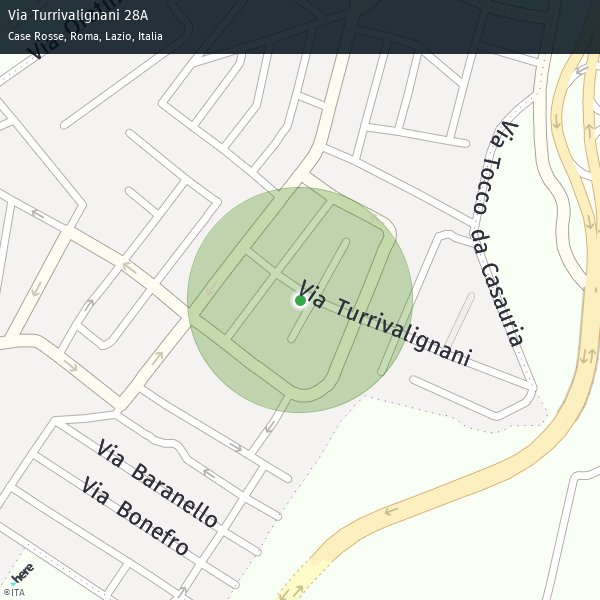 Via Turrivalignani 28A
Case Rosse, Roma, Lazio, Italia
Via Tocco da Casauria
Via Turrivalignani
Via Baranello
Via Bonefro
here
©ITA